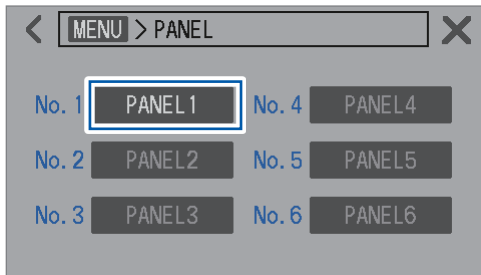 MENU > PANEL
No. 1 PANEL1 No. 4 PANEL4
No. 2 PANEL2 No. 5 PANEL5
No. 3 PANEL3 No. 6 PANEL6